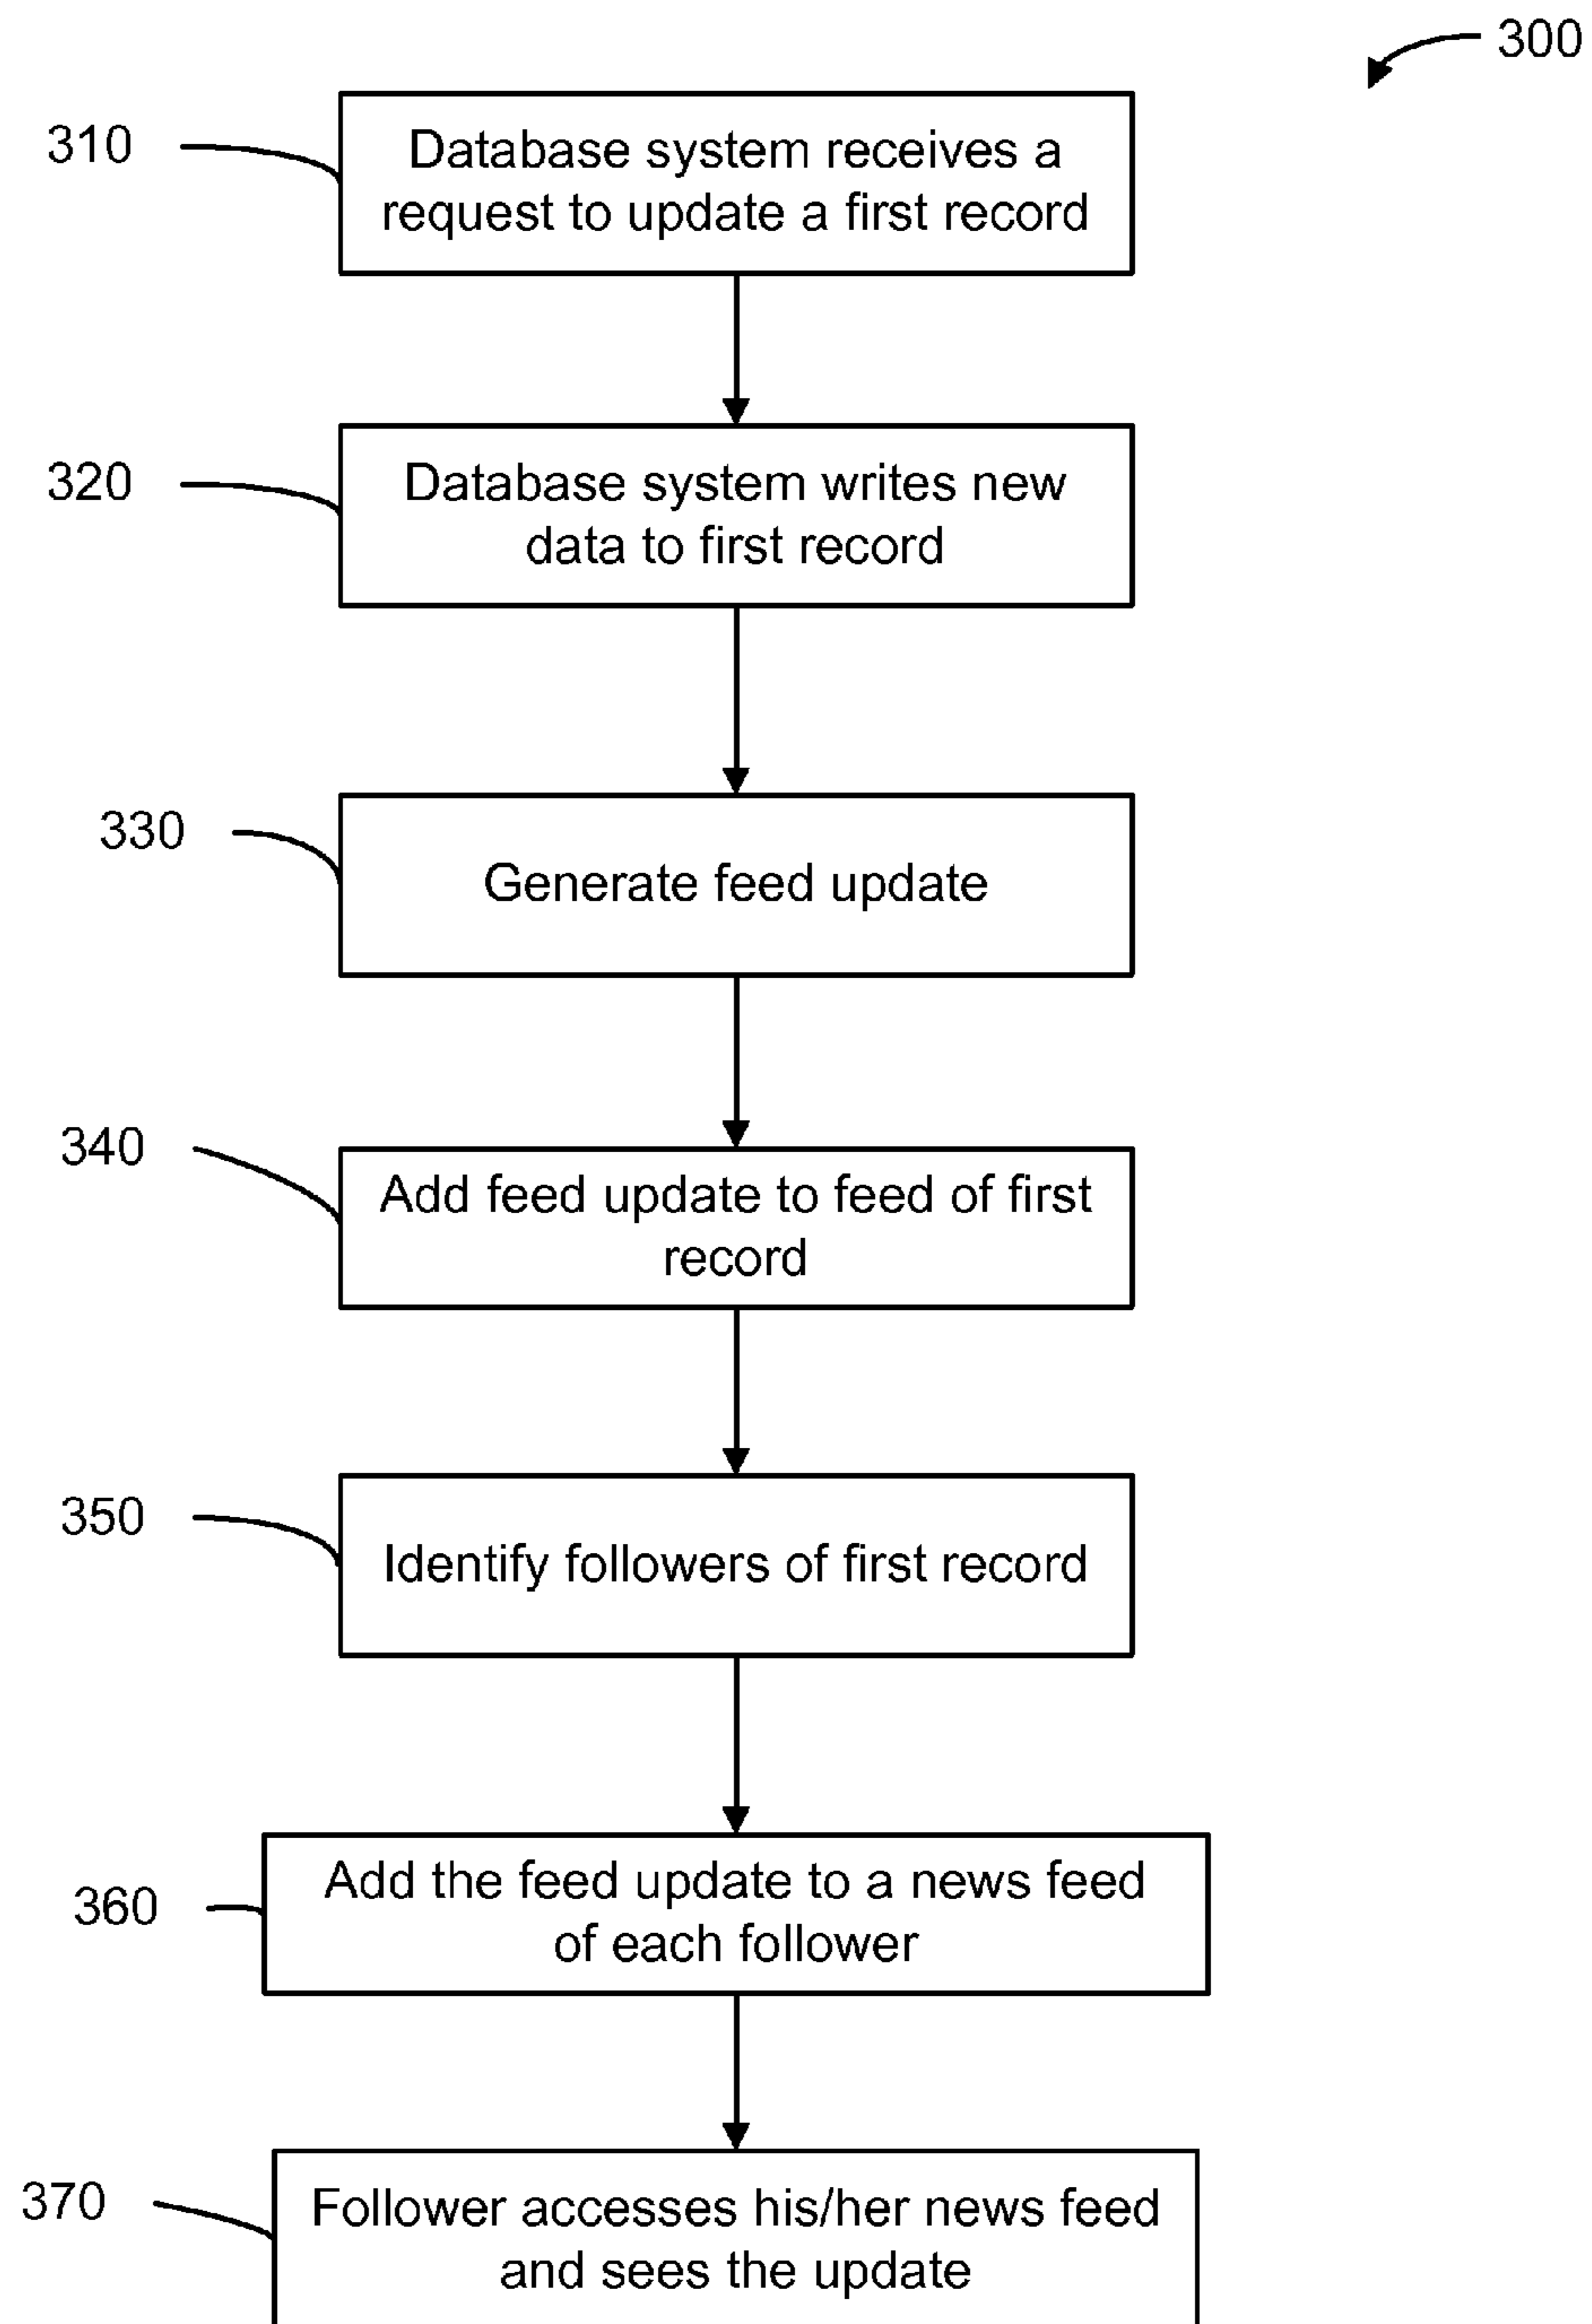 300
310
Database system receives a
request to update a first record
320
Database system writes new
data to first record
330
Generate feed update
340
Add feed update to feed of first
record
350
Identify followers of first record
360
Add the feed update to a news feed
of each follower
370
Follower accesses his/her news feed
and sees the update